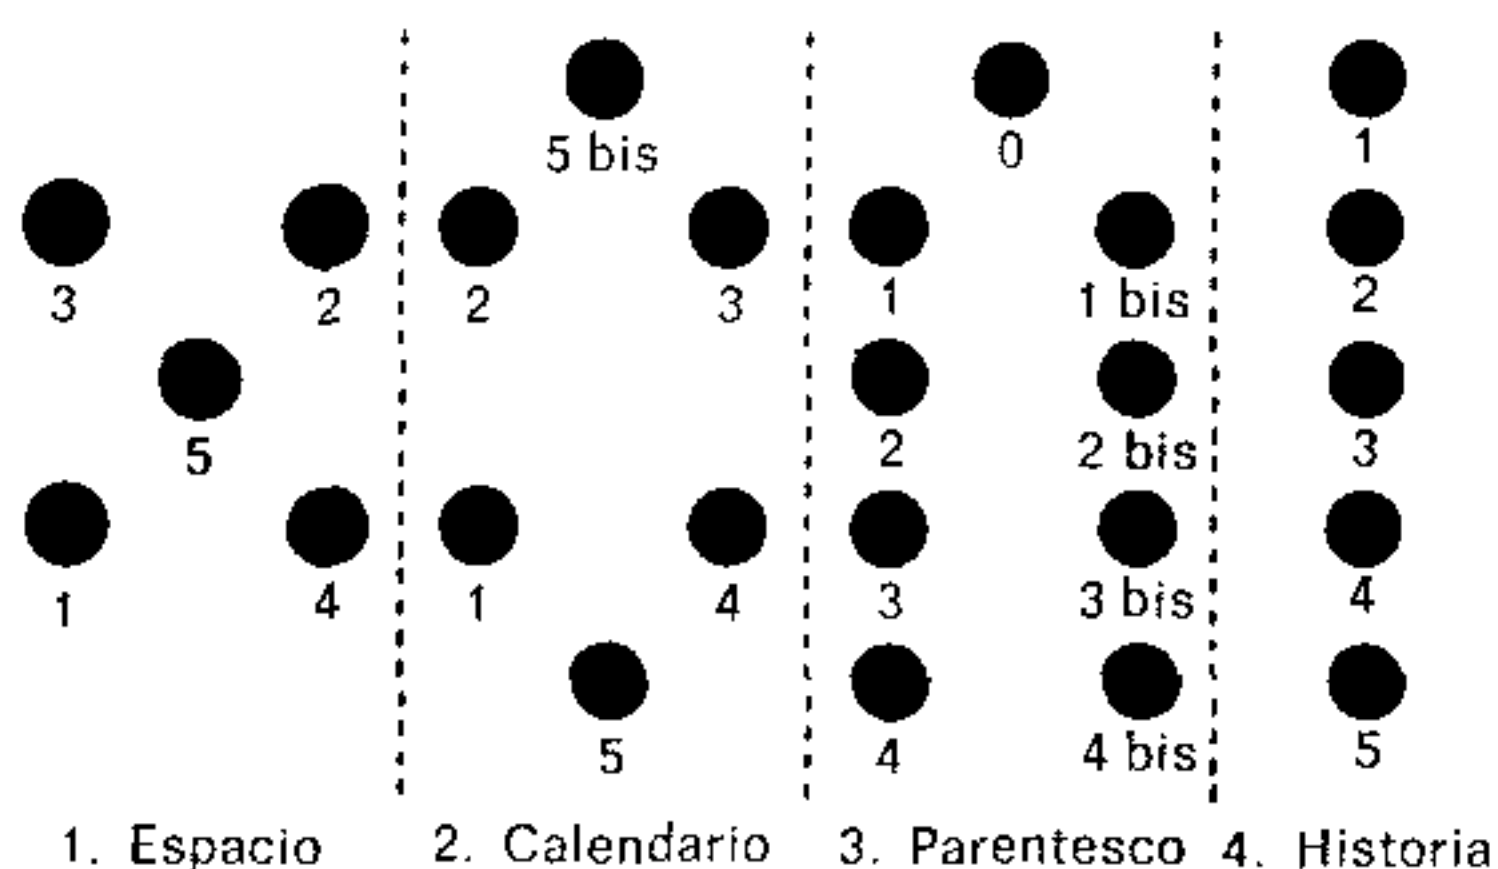 5 bis 0 1
3 2 2 3 1 1 bis 2
5 2 2 bis 3
1 4 1 4 3 3 bis 4
5 4 4 bis 5
1. Espacio 2. Calendario 3. Parentesco 4. Historia